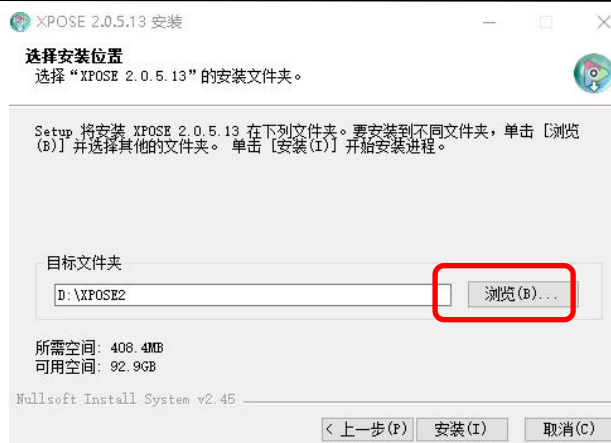 XPOSE 2.0.5.13 安装
选择安装位置
选择“XPOSE 2.0.5.13”的安装文件夹。
Setup 将安装 XPOSE 2.0.5.13 在下列文件夹。要安装到不同文件夹，单击 [浏览
(B)] 并选择其他的文件夹。 单击 [安装(I)] 开始安装进程。
目标文件夹
D:\XPOSE2
浏览(B)...
所需空间: 408.4MB
可用空间: 92.9GB
Nullsoft Install System v2.45
< 上一步(P)
安装(I)
取消(C)